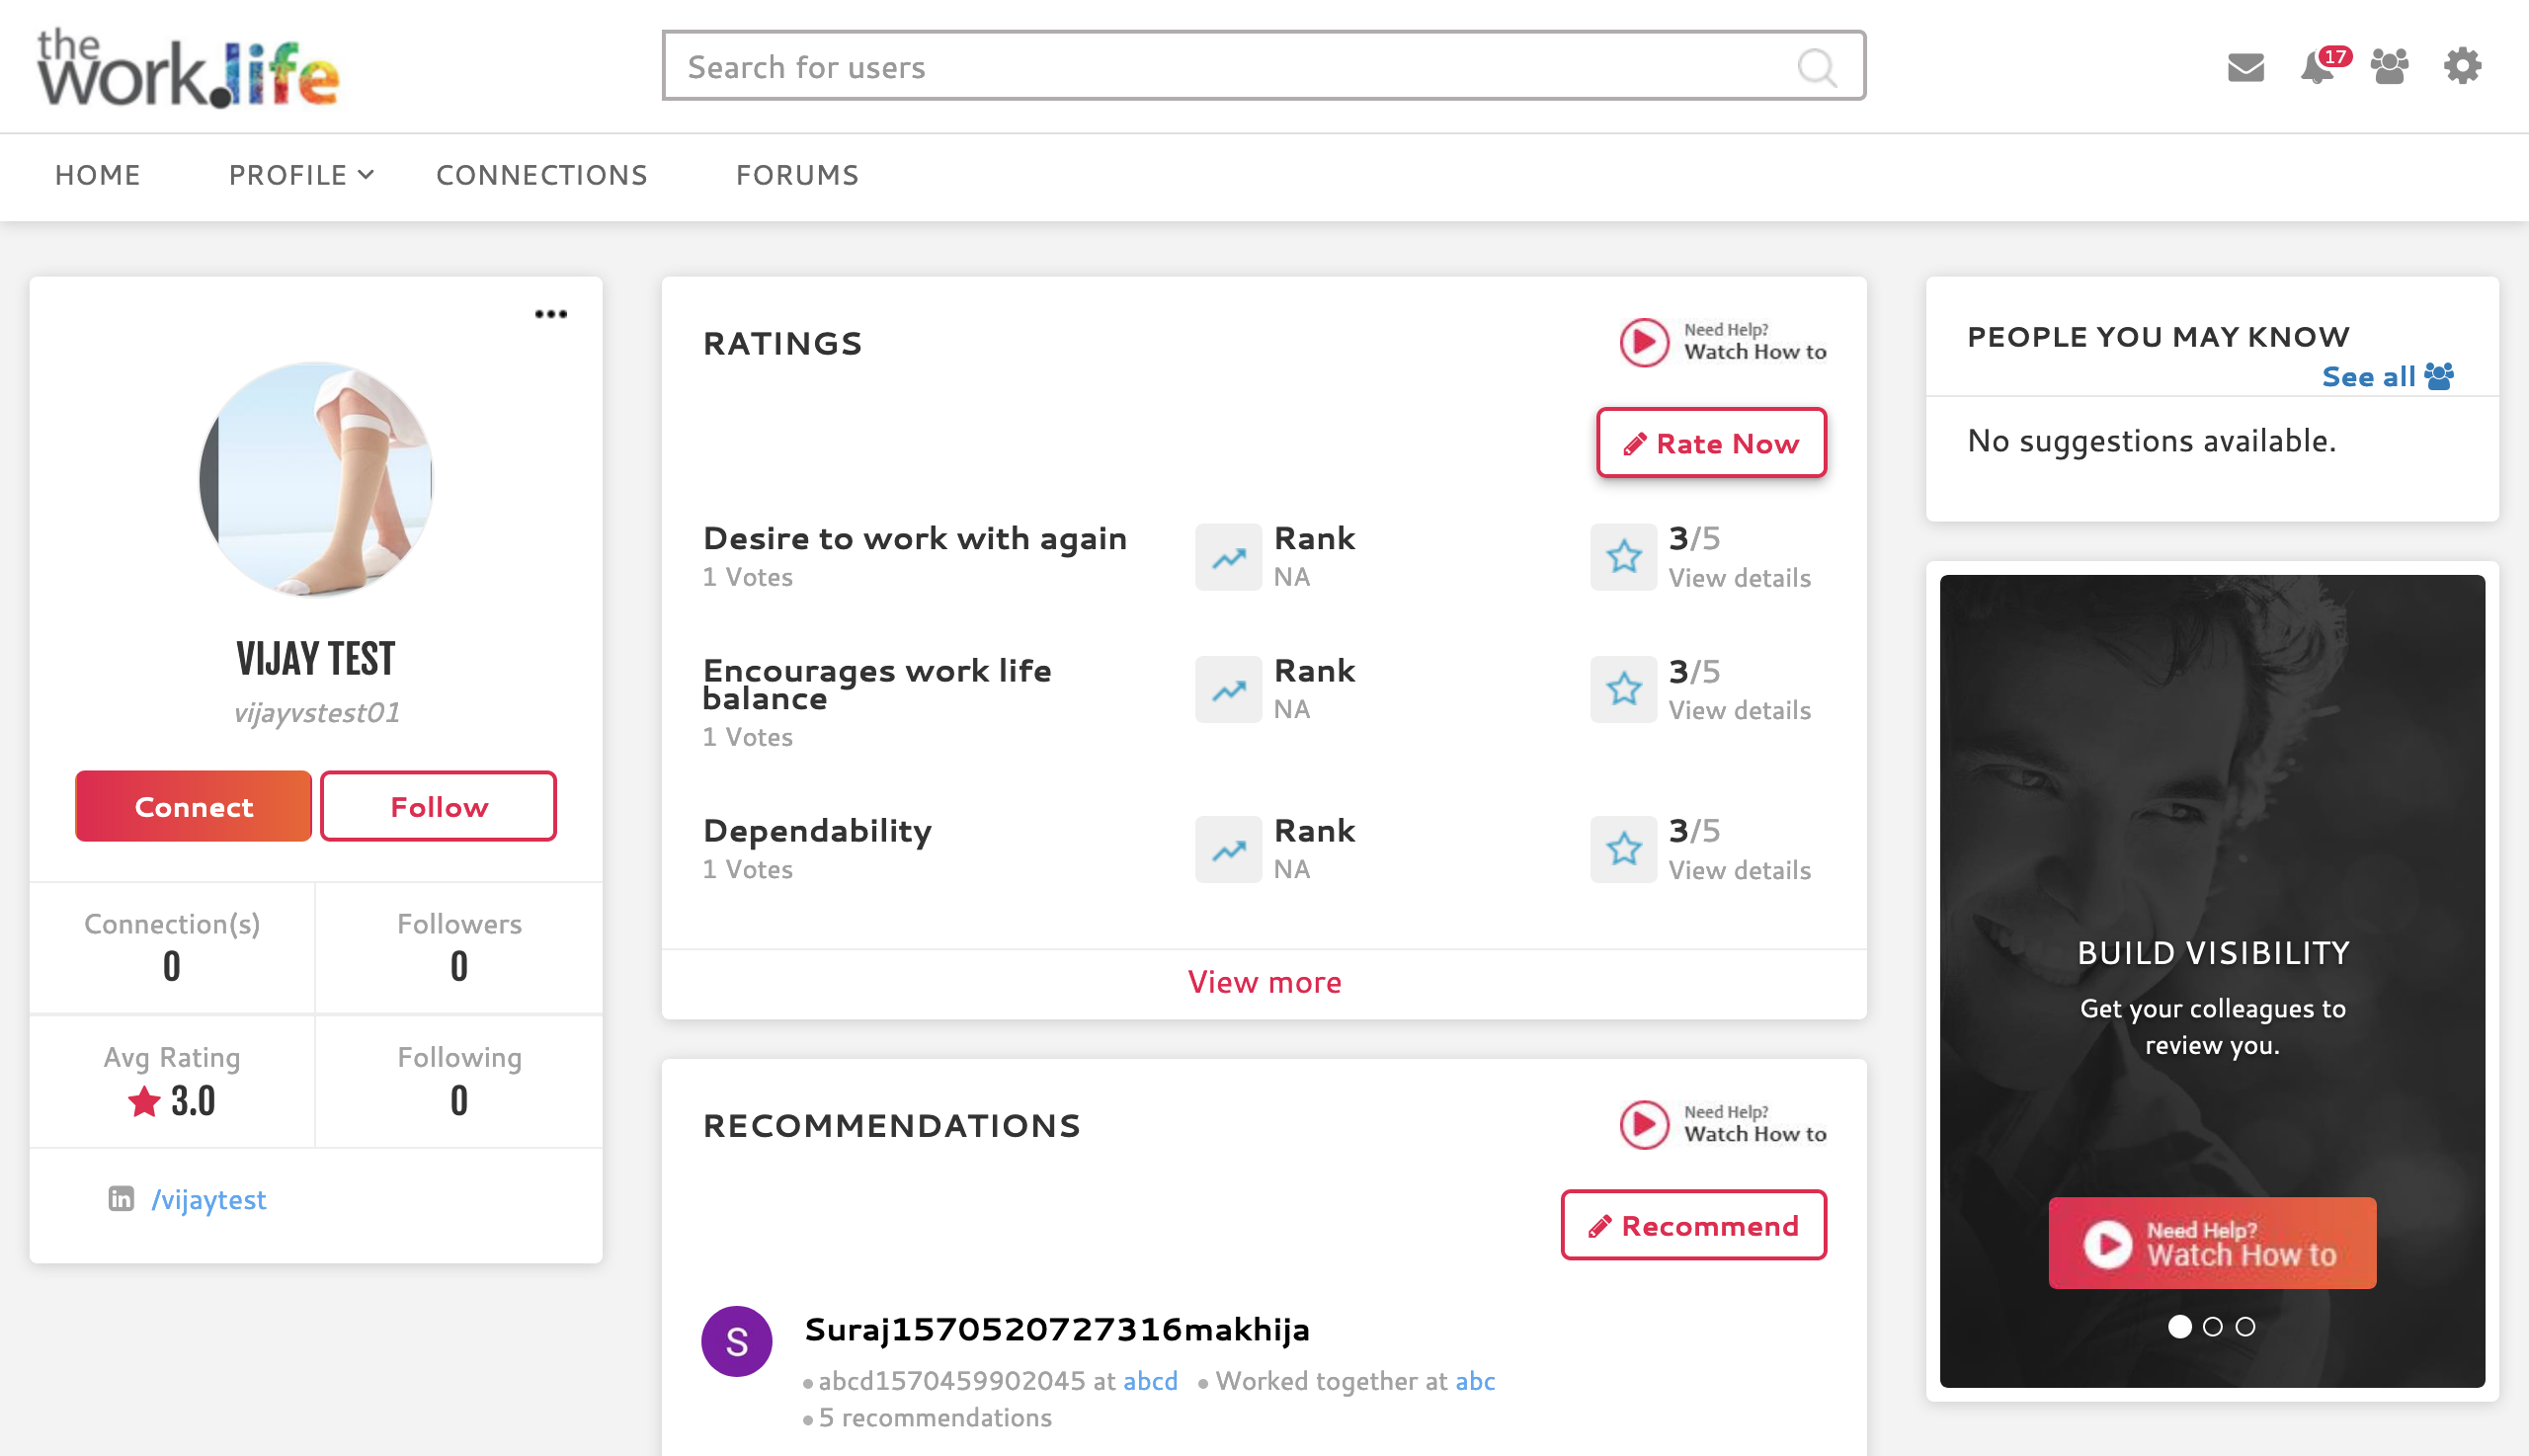 the
work.life
Search for users
17
HOME
PROFILE
CONNECTIONS
FORUMS
VIJAY TEST
vijayvstest01
Connect
Follow
Connection(s)
0
Followers
0
Avg Rating
3.0
Following
0
in
/vijaytest
RATINGS
Need Help?
Watch How to
Rate Now
Desire to work with again
1 Votes
Rank
NA
3/5
View details
Encourages work life
balance
1 Votes
Rank
NA
3/5
View details
Dependability
1 Votes
Rank
NA
3/5
View details
View more
RECOMMENDATIONS
Need Help?
Watch How to
Recommend
S
Suraj1570520727316makhija
abcd1570459902045 at abcd • Worked together at abc
5 recommendations
PEOPLE YOU MAY KNOW
See all
No suggestions available.
BUILD VISIBILITY
Get your colleagues to
review you.
Need Help?
Watch How to